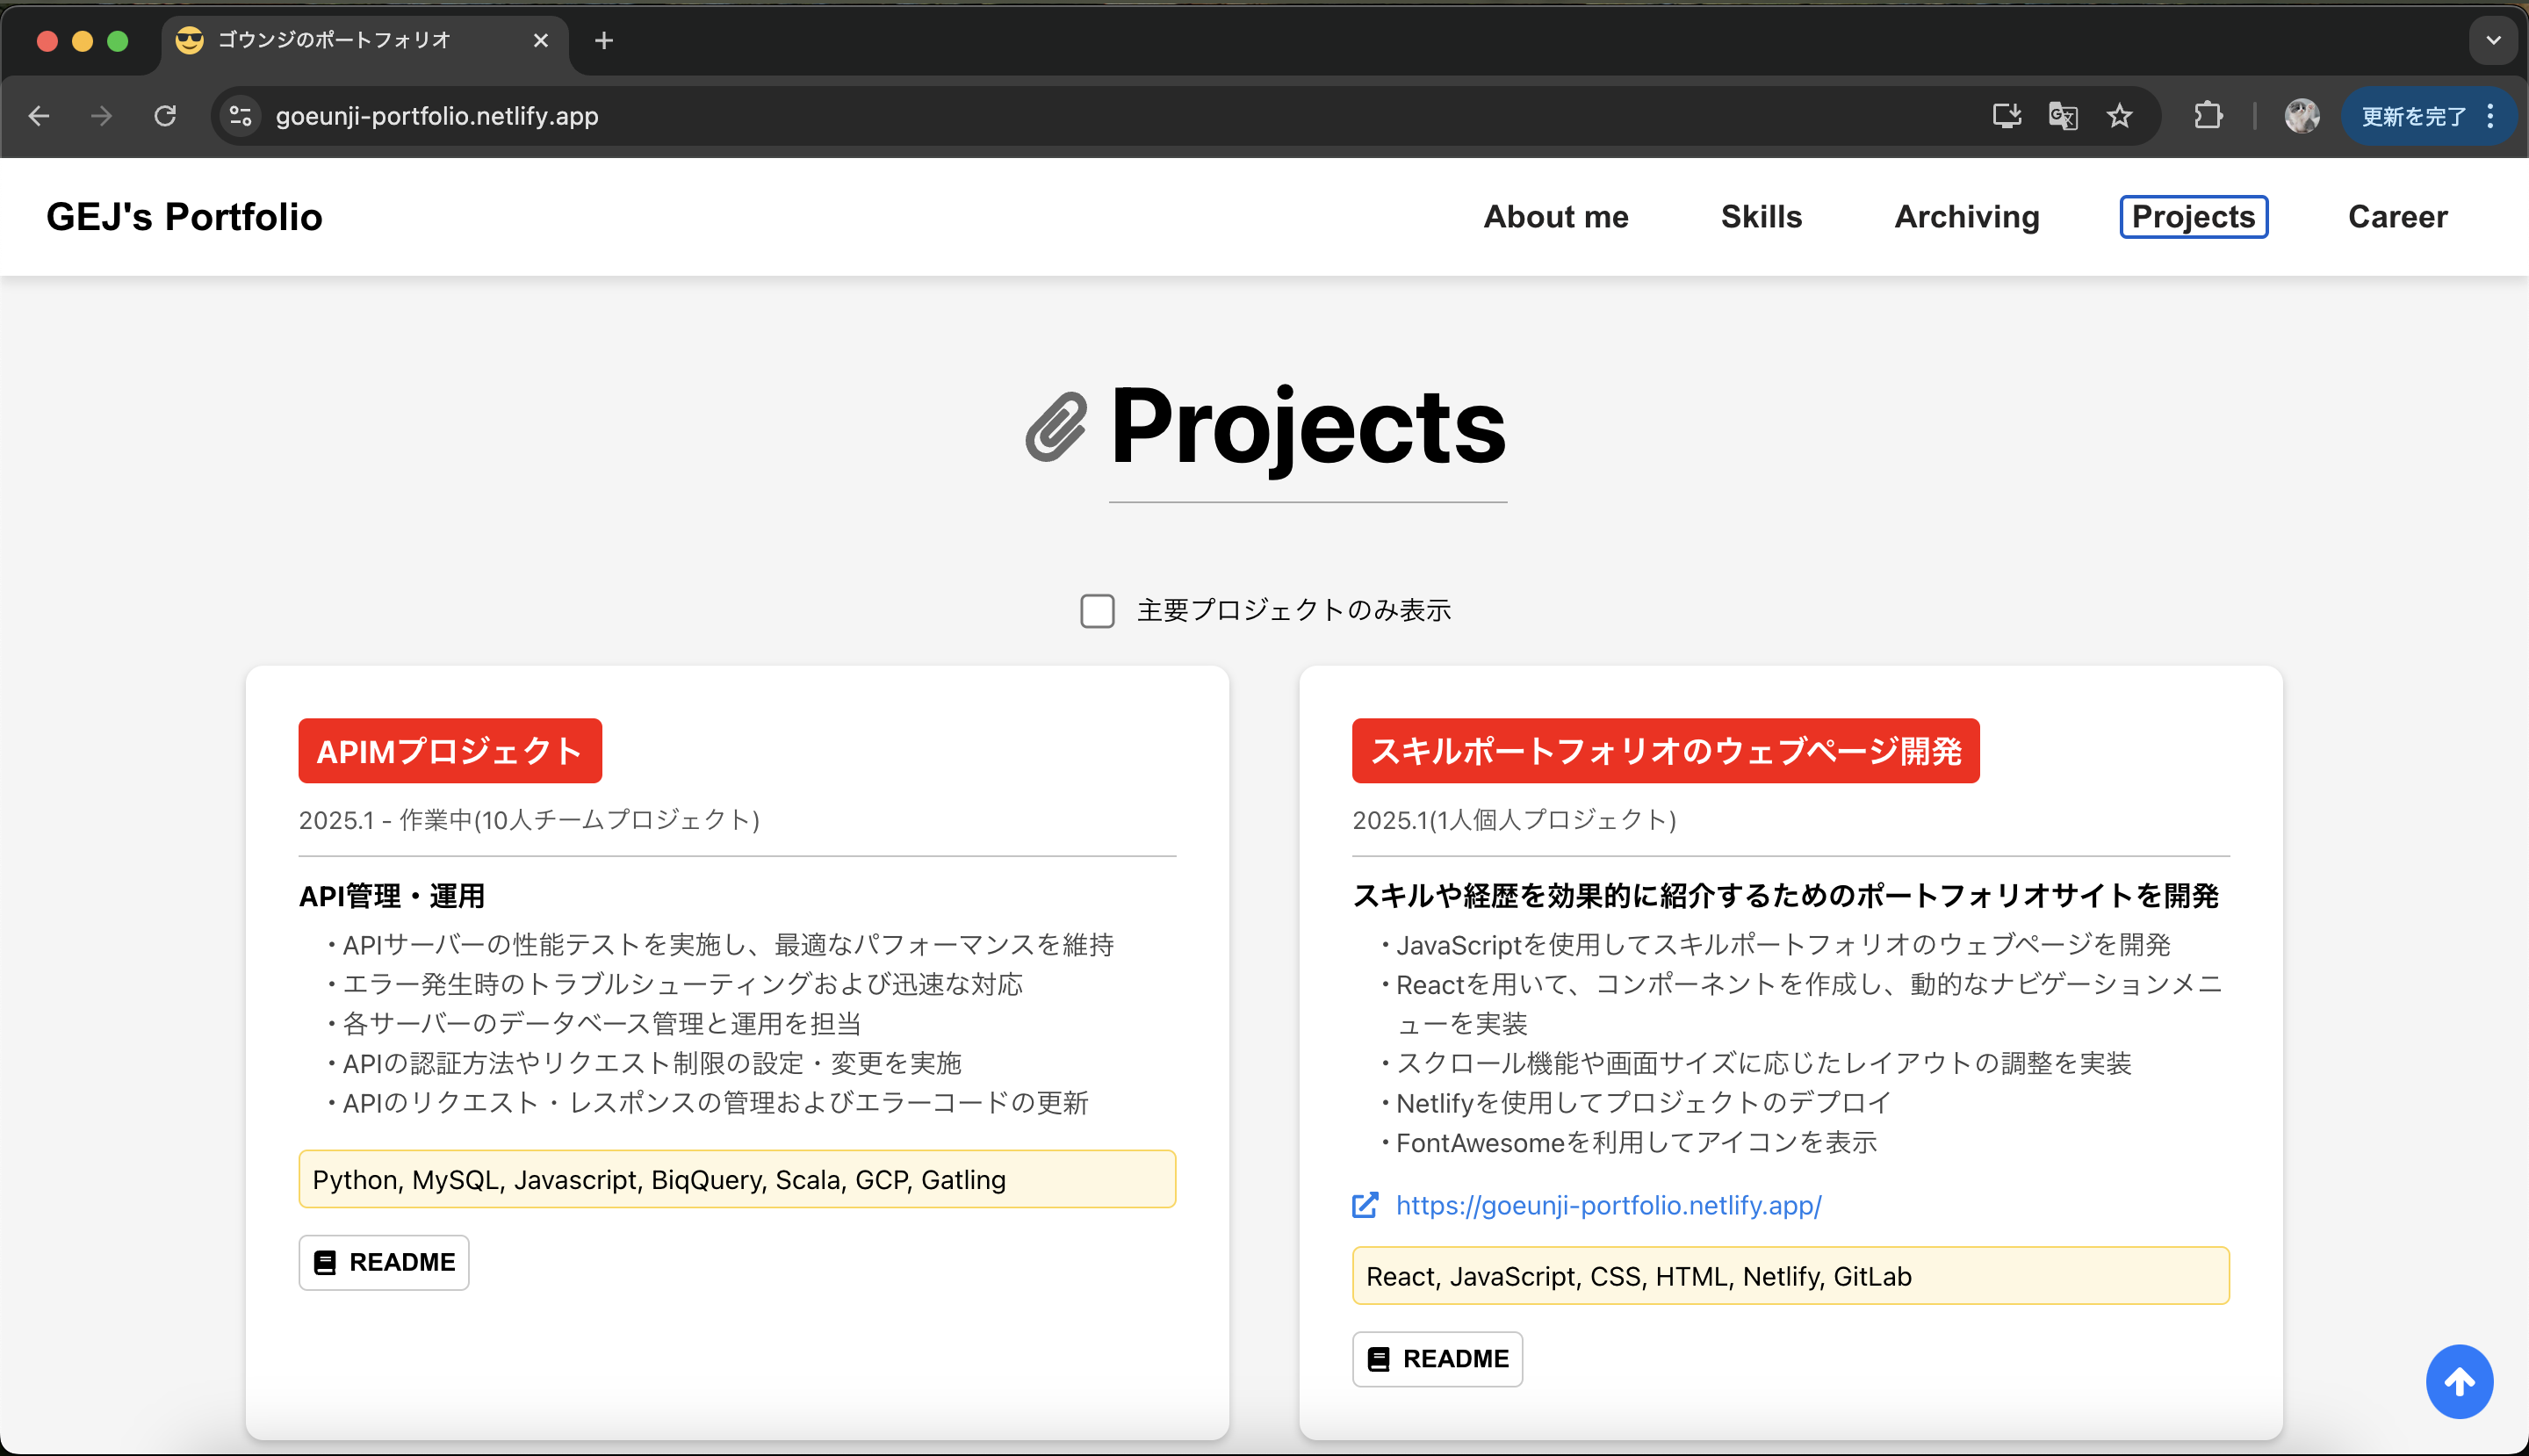 ゴウンジのポートフォリオ
goeunji-portfolio.netlify.app
更新を完了
GEJ's Portfolio
About me
Skills
Archiving
Projects
Career
Projects
主要プロジェクトのみ表示
APIMプロジェクト
2025.1 - 作業中(10人チームプロジェクト)
API管理・運用
・APIサーバーの性能テストを実施し、最適なパフォーマンスを維持
・エラー発生時のトラブルシューティングおよび迅速な対応
・各サーバーのデータベース管理と運用を担当
・APIの認証方法やリクエスト制限の設定・変更を実施
・APIのリクエスト・レスポンスの管理およびエラーコードの更新
Python, MySQL, Javascript, BiqQuery, Scala, GCP, Gatling
README
スキルポートフォリオのウェブページ開発
2025.1(1人個人プロジェクト)
スキルや経歴を効果的に紹介するためのポートフォリオサイトを開発
・JavaScriptを使用してスキルポートフォリオのウェブページを開発
・Reactを用いて、コンポーネントを作成し、動的なナビゲーションメニ
ューを実装
・スクロール機能や画面サイズに応じたレイアウトの調整を実装
・Netlifyを使用してプロジェクトのデプロイ
・FontAwesomeを利用してアイコンを表示
https://goeunji-portfolio.netlify.app/
React, JavaScript, CSS, HTML, Netlify, GitLab
README